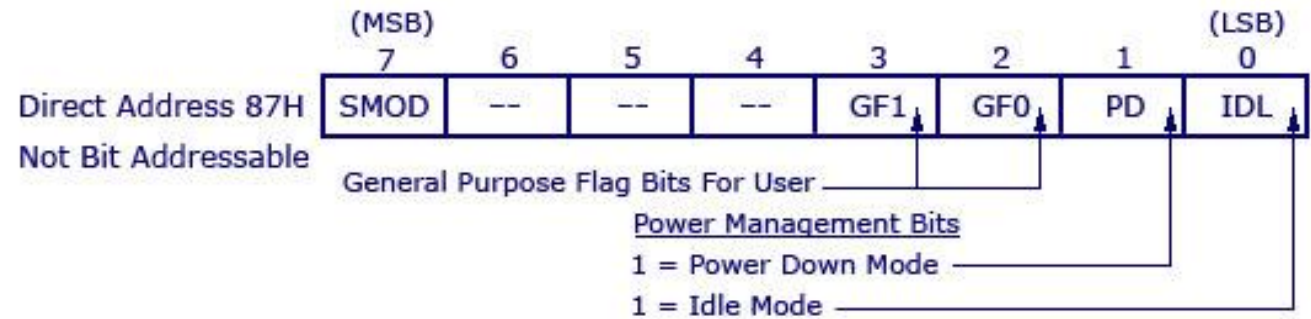 (MSB) (LSB)
7 6 5 4 3 2 1 0
Direct Address 87H SMOD -- -- -- GF1 GF0 PD IDL
Not Bit Addressable
General Purpose Flag Bits For User
Power Management Bits
1 = Power Down Mode
1 = Idle Mode